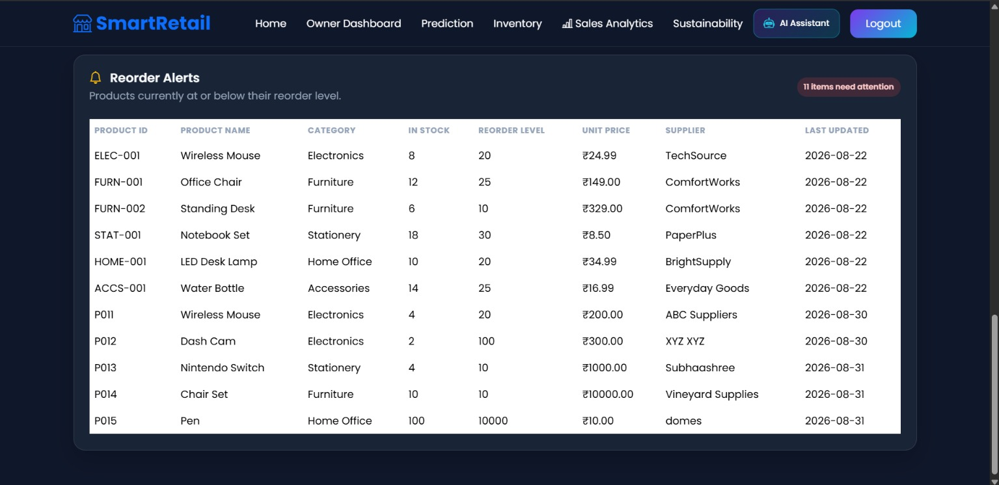 SmartRetail Home Owner Dashboard Prediction Inventory Sales Analytics Sustainability AI Assistant Logout
Reorder Alerts
Products currently at or below their reorder level.
11 items need attention
PRODUCT ID PRODUCT NAME CATEGORY IN STOCK REORDER LEVEL UNIT PRICE SUPPLIER LAST UPDATED
ELEC-001 Wireless Mouse Electronics 8 20 ₹24.99 TechSource 2026-08-22
FURN-001 Office Chair Furniture 12 25 ₹149.00 ComfortWorks 2026-08-22
FURN-002 Standing Desk Furniture 6 10 ₹329.00 ComfortWorks 2026-08-22
STAT-001 Notebook Set Stationery 18 30 ₹8.50 PaperPlus 2026-08-22
HOME-001 LED Desk Lamp Home Office 10 20 ₹34.99 BrightSupply 2026-08-22
ACCS-001 Water Bottle Accessories 14 25 ₹16.99 Everyday Goods 2026-08-22
P011 Wireless Mouse Electronics 4 20 ₹200.00 ABC Suppliers 2026-08-30
P012 Dash Cam Electronics 2 100 ₹300.00 XYZ XYZ 2026-08-30
P013 Nintendo Switch Stationery 4 10 ₹1000.00 Subhaashree 2026-08-31
P014 Chair Set Furniture 10 10 ₹10000.00 Vineyard Supplies 2026-08-31
P015 Pen Home Office 100 10000 ₹10.00 domes 2026-08-31